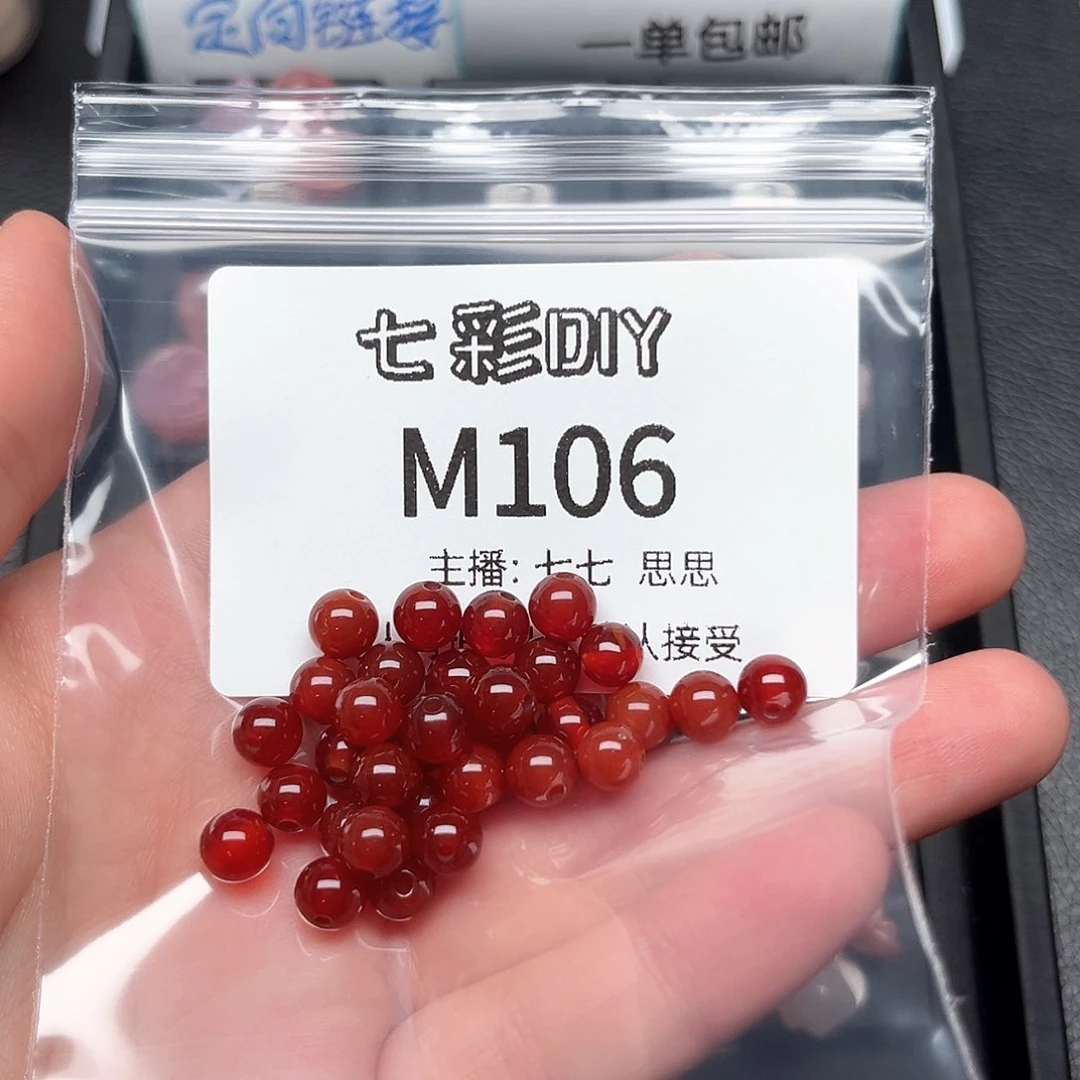 定向链接
一单包邮
七彩DIY
M106
主播: 七七 思思
接受